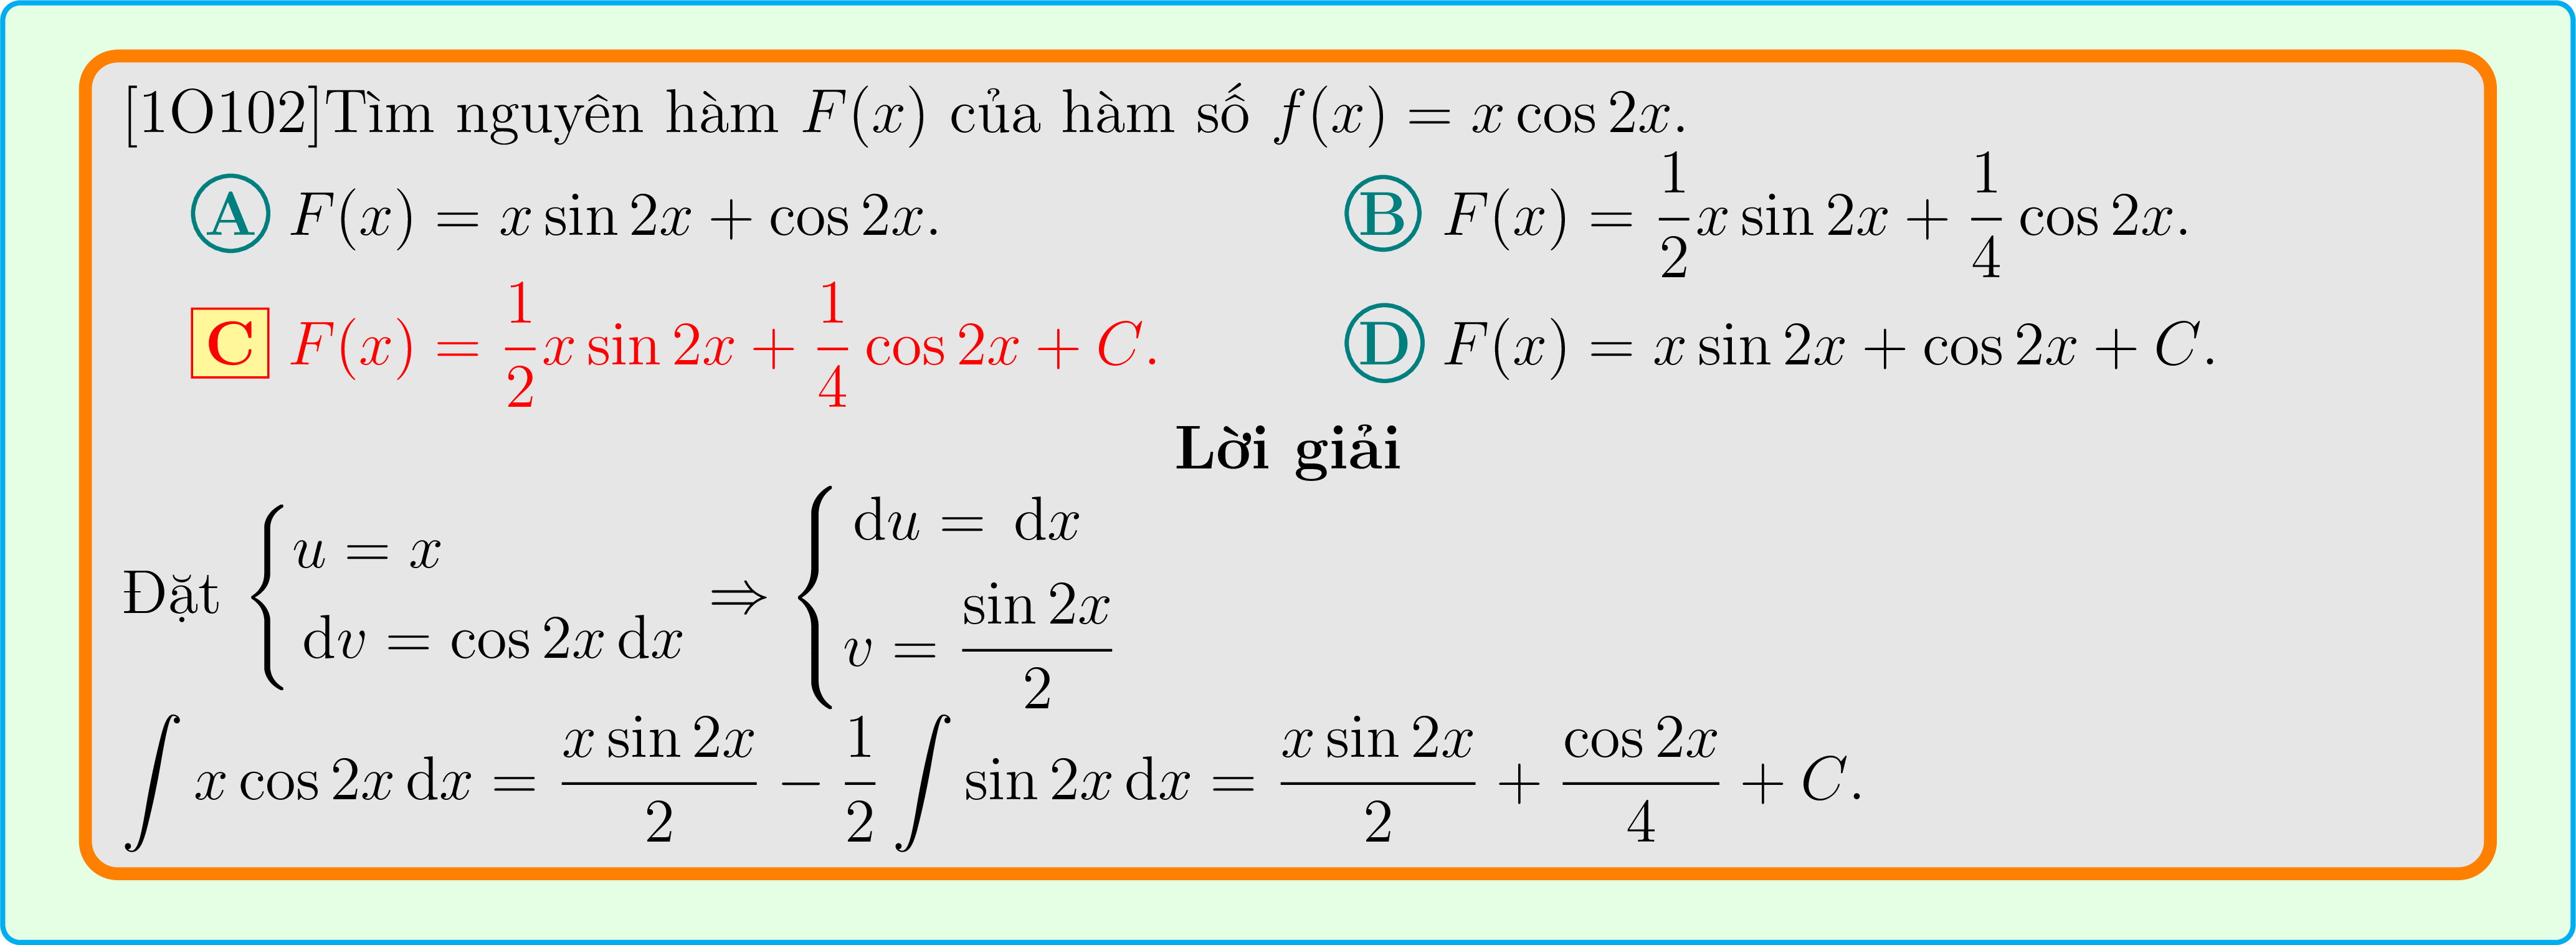 [1O102]Tìm nguyên hàm F(x) của hàm số f(x) = x cos 2x.
A F(x) = x sin 2x + cos 2x. B F(x) = \frac{1}{2}x sin 2x + \frac{1}{4} cos 2x.
C F(x) = \frac{1}{2}x sin 2x + \frac{1}{4} cos 2x + C. D F(x) = x sin 2x + cos 2x + C.
Lời giải
Đặt \begin{cases} u = x \\ dv = cos 2x dx \end{cases} ⇒ \begin{cases} du = dx \\ v = \frac{sin 2x}{2} \end{cases}
∫ x cos 2x dx = \frac{x sin 2x}{2} − \frac{1}{2} ∫ sin 2x dx = \frac{x sin 2x}{2} + \frac{cos 2x}{4} + C.